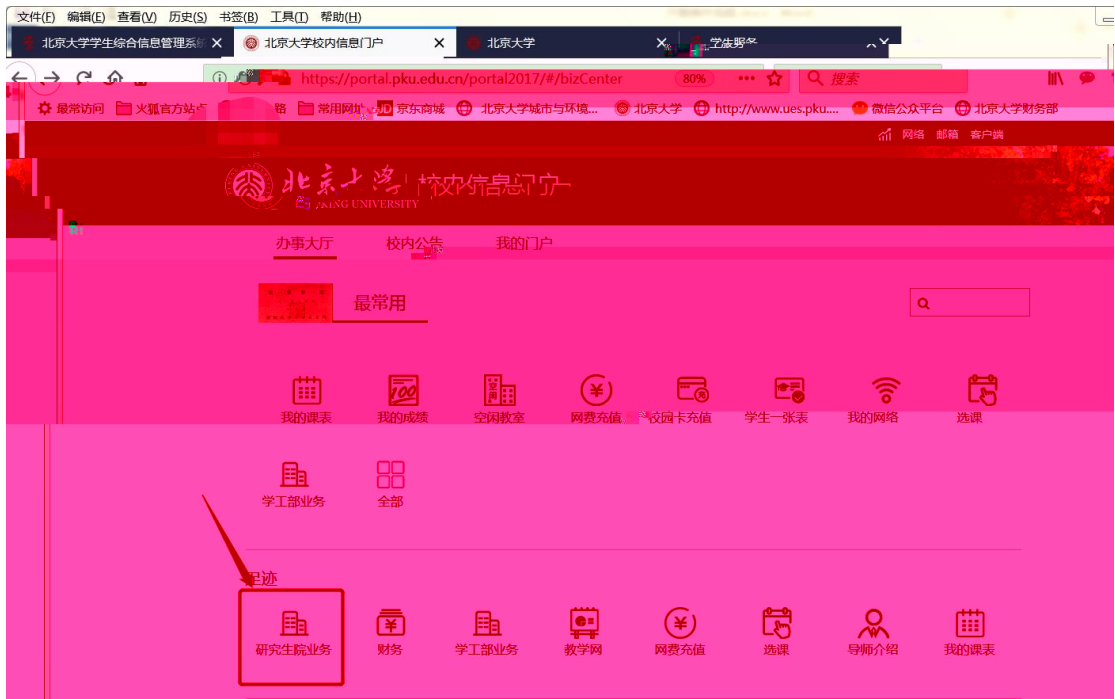 文件(F) 编辑(E) 查看(V) 历史(S) 书签(B) 工具(T) 帮助(H)
北京大学学生综合信息管理系统 北京大学校内信息门户 北京大学
https://portal.pku.edu.cn/portal2017/#/bizCenter 80% 搜索
最常访问 火狐官方站点 常用网址 JD 京东商城 北京大学城市与环境... 北京大学 http://www.ues.pku.... 微信公众平台 北京大学财务部
网络 邮箱 客户端
北京大学 校内信息门户
UNIVERSITY
办事大厅 校内公告 我的门户
最常用
我的课表 我的成绩 空闲教室 网费充值 校园卡充值 学生一张表 我的网络 选课
学工部业务 全部
足迹
研究生院业务 财务 学工部业务 教学网 网费充值 选课 导师介绍 我的课表